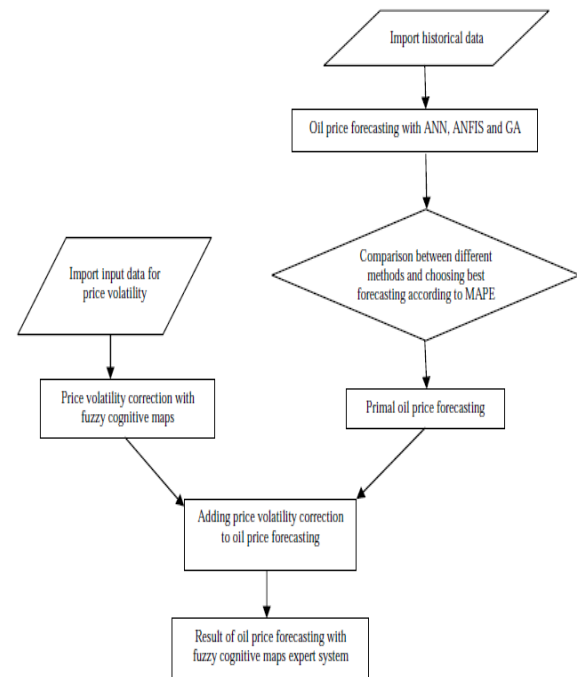 Import historical data
Oil price forecasting with ANN, ANFIS and GA
Comparison between different
methods and choosing best
forecasting according to MAPE
Import input data for
price volatility
Price volatility correction with
fuzzy cognitive maps
Primal oil price forecasting
Adding price volatility correction
to oil price forecasting
Result of oil price forecasting with
fuzzy cognitive maps expert system